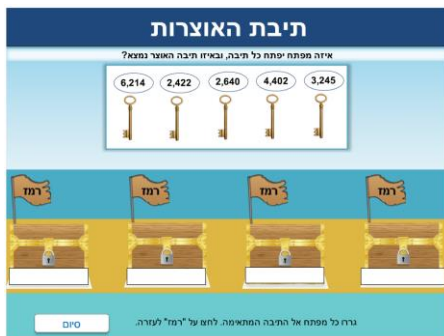 תיבת האוצרות
איזה מפתח יפתח כל תיבה, ובאיזו תיבה האוצר נמצא?
6,214 2,422 2,640 4,402 3,245
רמז רמז רמז רמז
גררו כל מפתח אל התיבה המתאימה. לחצו על "רמז" לעזרה.
סיום